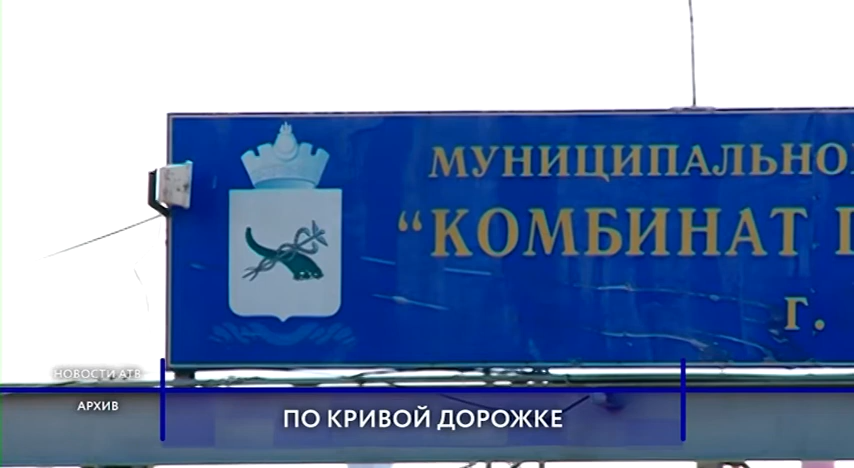 МУНИЦИПАЛЬНО
“КОМБИНАТ
г.
НОВОСТИ АТВ
АРХИВ
ПО КРИВОЙ ДОРОЖКЕ